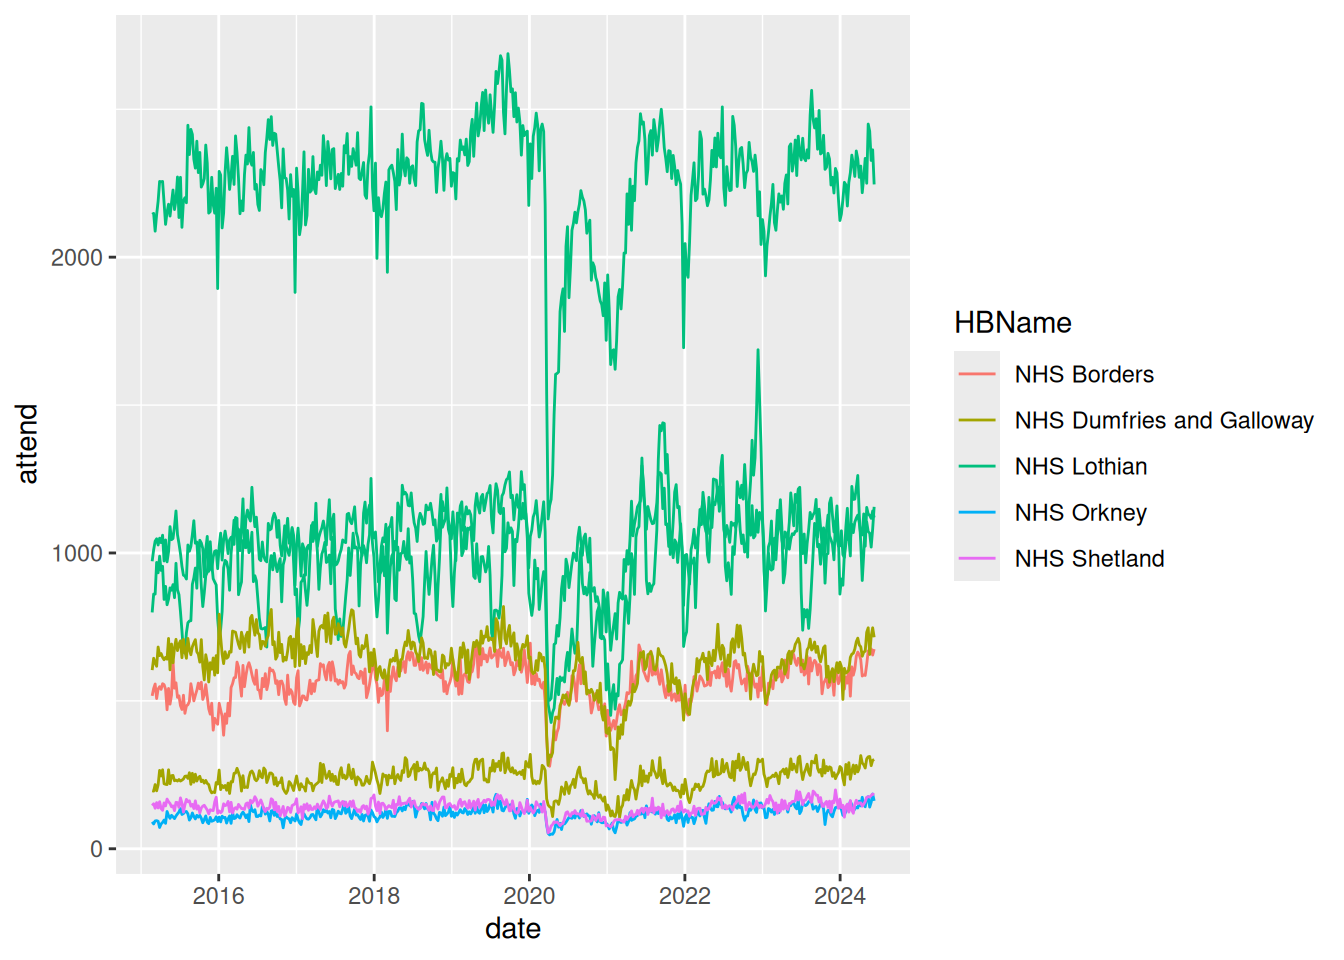 2000
1000
0
attend
2016 2018 2020 2022 2024
date
HBName
NHS Borders
NHS Dumfries and Galloway
NHS Lothian
NHS Orkney
NHS Shetland